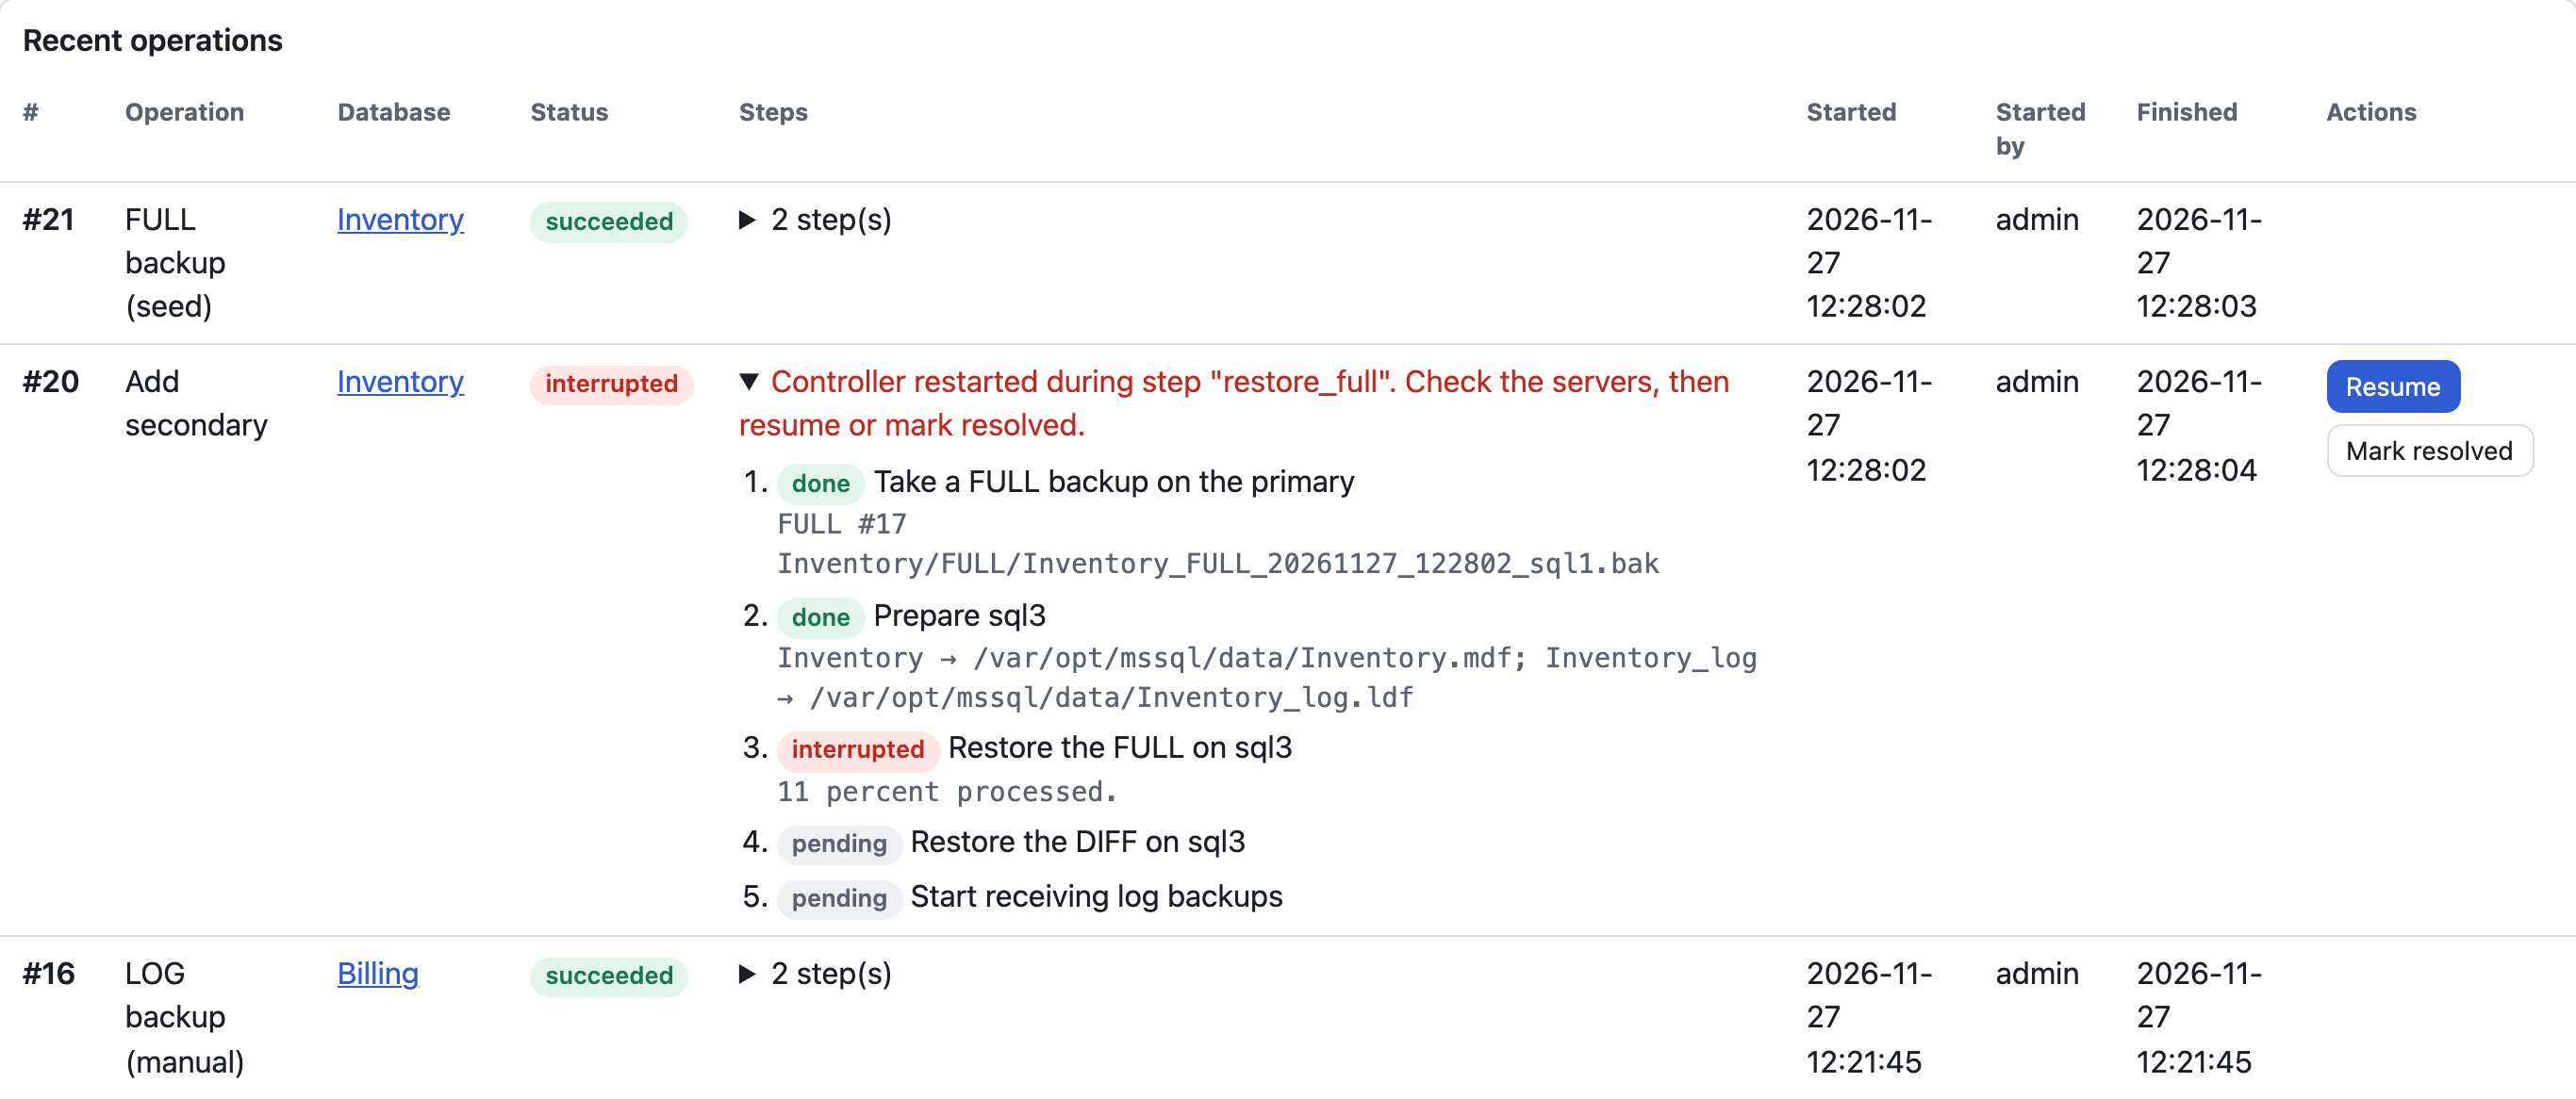 Recent operations
# Operation Database Status Steps Started Started by Finished Actions
#21 FULL backup (seed) Inventory succeeded ▶ 2 step(s) 2026-11-27 12:28:02 admin 2026-11-27 12:28:03
#20 Add secondary Inventory interrupted ▼ Controller restarted during step "restore_full". Check the servers, then
resume or mark resolved.
2026-11-27 12:28:02 admin 2026-11-27 12:28:04 Resume
Mark resolved
1. done Take a FULL backup on the primary
FULL #17
Inventory/FULL/Inventory_FULL_20261127_122802_sql1.bak
2. done Prepare sql3
Inventory → /var/opt/mssql/data/Inventory.mdf; Inventory_log
→ /var/opt/mssql/data/Inventory_log.ldf
3. interrupted Restore the FULL on sql3
11 percent processed.
4. pending Restore the DIFF on sql3
5. pending Start receiving log backups
#16 LOG backup (manual) Billing succeeded ▶ 2 step(s) 2026-11-27 12:21:45 admin 2026-11-27 12:21:45